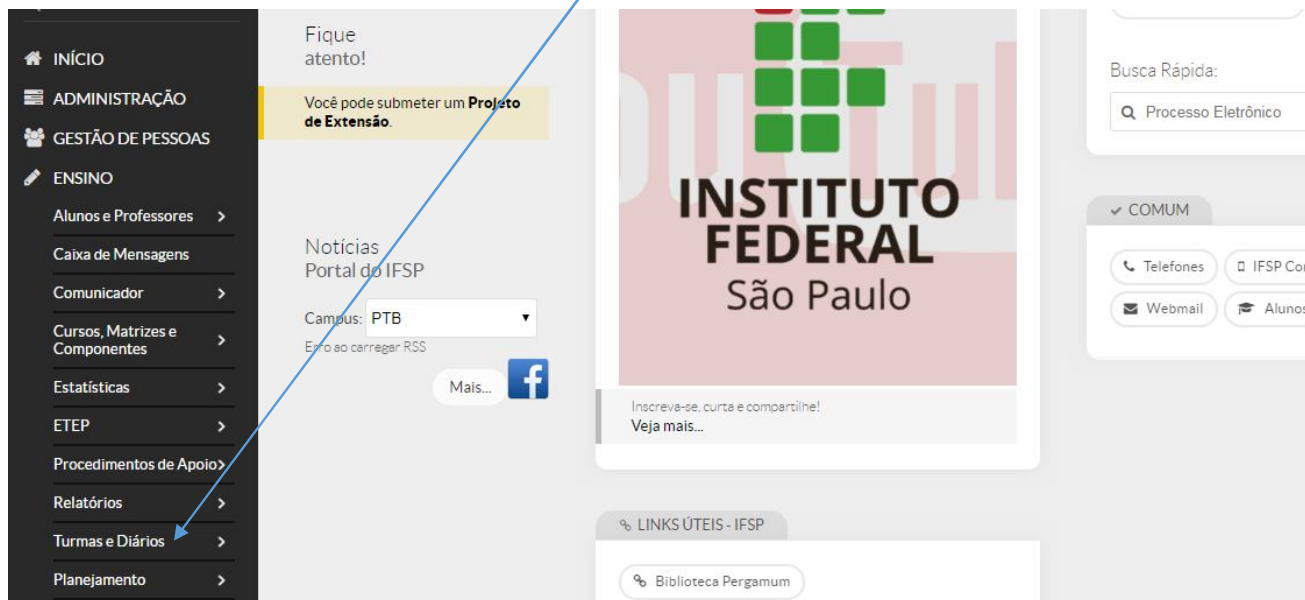 INÍCIO
ADMINISTRAÇÃO
GESTÃO DE PESSOAS
ENSINO
Alunos e Professores
Caixa de Mensagens
Comunicador
Cursos, Matrizes e
Componentes
Estatísticas
ETEP
Procedimentos de Apoio
Relatórios
Turmas e Diários
Planejamento
Fique
atento!
Você pode submeter um Projeto
de Extensão.
Notícias
Portal do IFSP
Campus: PTB
Erro ao carregar RSS
Mais...
INSTITUTO
FEDERAL
São Paulo
Inscreva-se, curta e compartilhe!
Veja mais...
LINKS ÚTEIS - IFSP
Biblioteca Pergamum
Busca Rápida:
Processo Eletrônico
COMUM
Telefones
IFSP Co
Webmail
Alunos